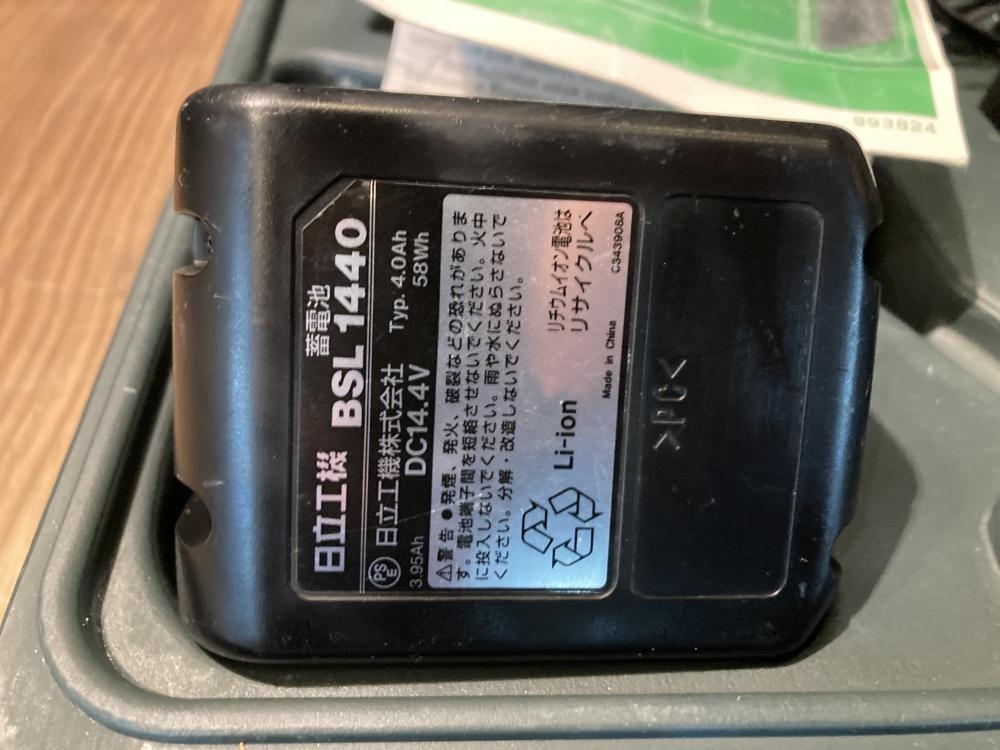 日立工機 蓄電池
BSL 1440
PSE 日立工機株式会社
DC14.4V Typ. 4.0Ah
3.95Ah 58Wh
⚠警告 ●発煙、発火、破裂などの恐れがありま
す。電池端子間を短絡させないでください。火中
に投入しないでください。雨や水にぬらさないで
ください。分解・改造しないでください。
Li-ion
リチウムイオン電池は
リサイクルへ
Made in China C343908A
>PC<
993824